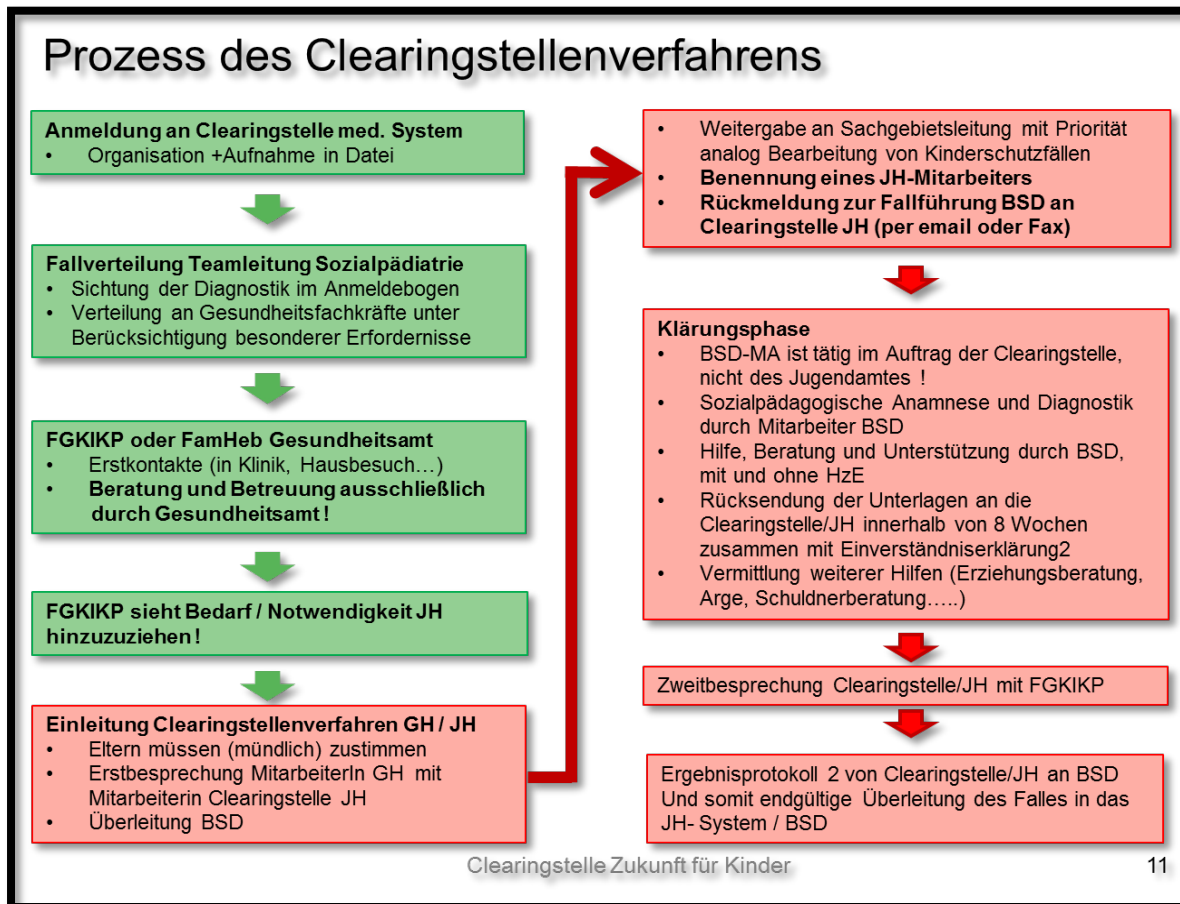 Prozess des Clearingstellenverfahrens
Anmeldung an Clearingstelle med. System
• Organisation +Aufnahme in Datei
Fallverteilung Teamleitung Sozialpädiatrie
• Sichtung der Diagnostik im Anmeldebogen
• Verteilung an Gesundheitsfachkräfte unter
Berücksichtigung besonderer Erfordernisse
FGKIKP oder FamHeb Gesundheitsamt
• Erstkontakte (in Klinik, Hausbesuch…)
• Beratung und Betreuung ausschließlich
durch Gesundheitsamt !
FGKIKP sieht Bedarf / Notwendigkeit JH
hinzuzuziehen !
Einleitung Clearingstellenverfahren GH / JH
• Eltern müssen (mündlich) zustimmen
• Erstbesprechung MitarbeiterIn GH mit
Mitarbeiterin Clearingstelle JH
• Überleitung BSD
• Weitergabe an Sachgebietsleitung mit Priorität
analog Bearbeitung von Kinderschutzfällen
• Benennung eines JH-Mitarbeiters
• Rückmeldung zur Fallführung BSD an
Clearingstelle JH (per email oder Fax)
Klärungsphase
• BSD-MA ist tätig im Auftrag der Clearingstelle,
nicht des Jugendamtes !
• Sozialpädagogische Anamnese und Diagnostik
durch Mitarbeiter BSD
• Hilfe, Beratung und Unterstützung durch BSD,
mit und ohne HzE
• Rücksendung der Unterlagen an die
Clearingstelle/JH innerhalb von 8 Wochen
zusammen mit Einverständniserklärung2
• Vermittlung weiterer Hilfen (Erziehungsberatung,
Arge, Schuldnerberatung…..)
Zweitbesprechung Clearingstelle/JH mit FGKIKP
Ergebnisprotokoll 2 von Clearingstelle/JH an BSD
Und somit endgültige Überleitung des Falles in das
JH- System / BSD
Clearingstelle Zukunft für Kinder
11